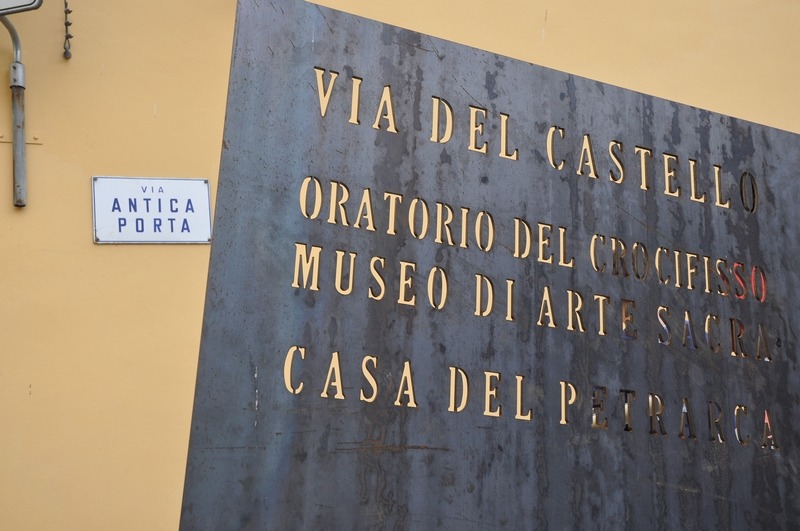 VIA
ANTICA
PORTA
VIA DEL CASTELLO
ORATORIO DEL CROCIFISSO
MUSEO DI ARTE SACRA
CASA DEL PETRARCA